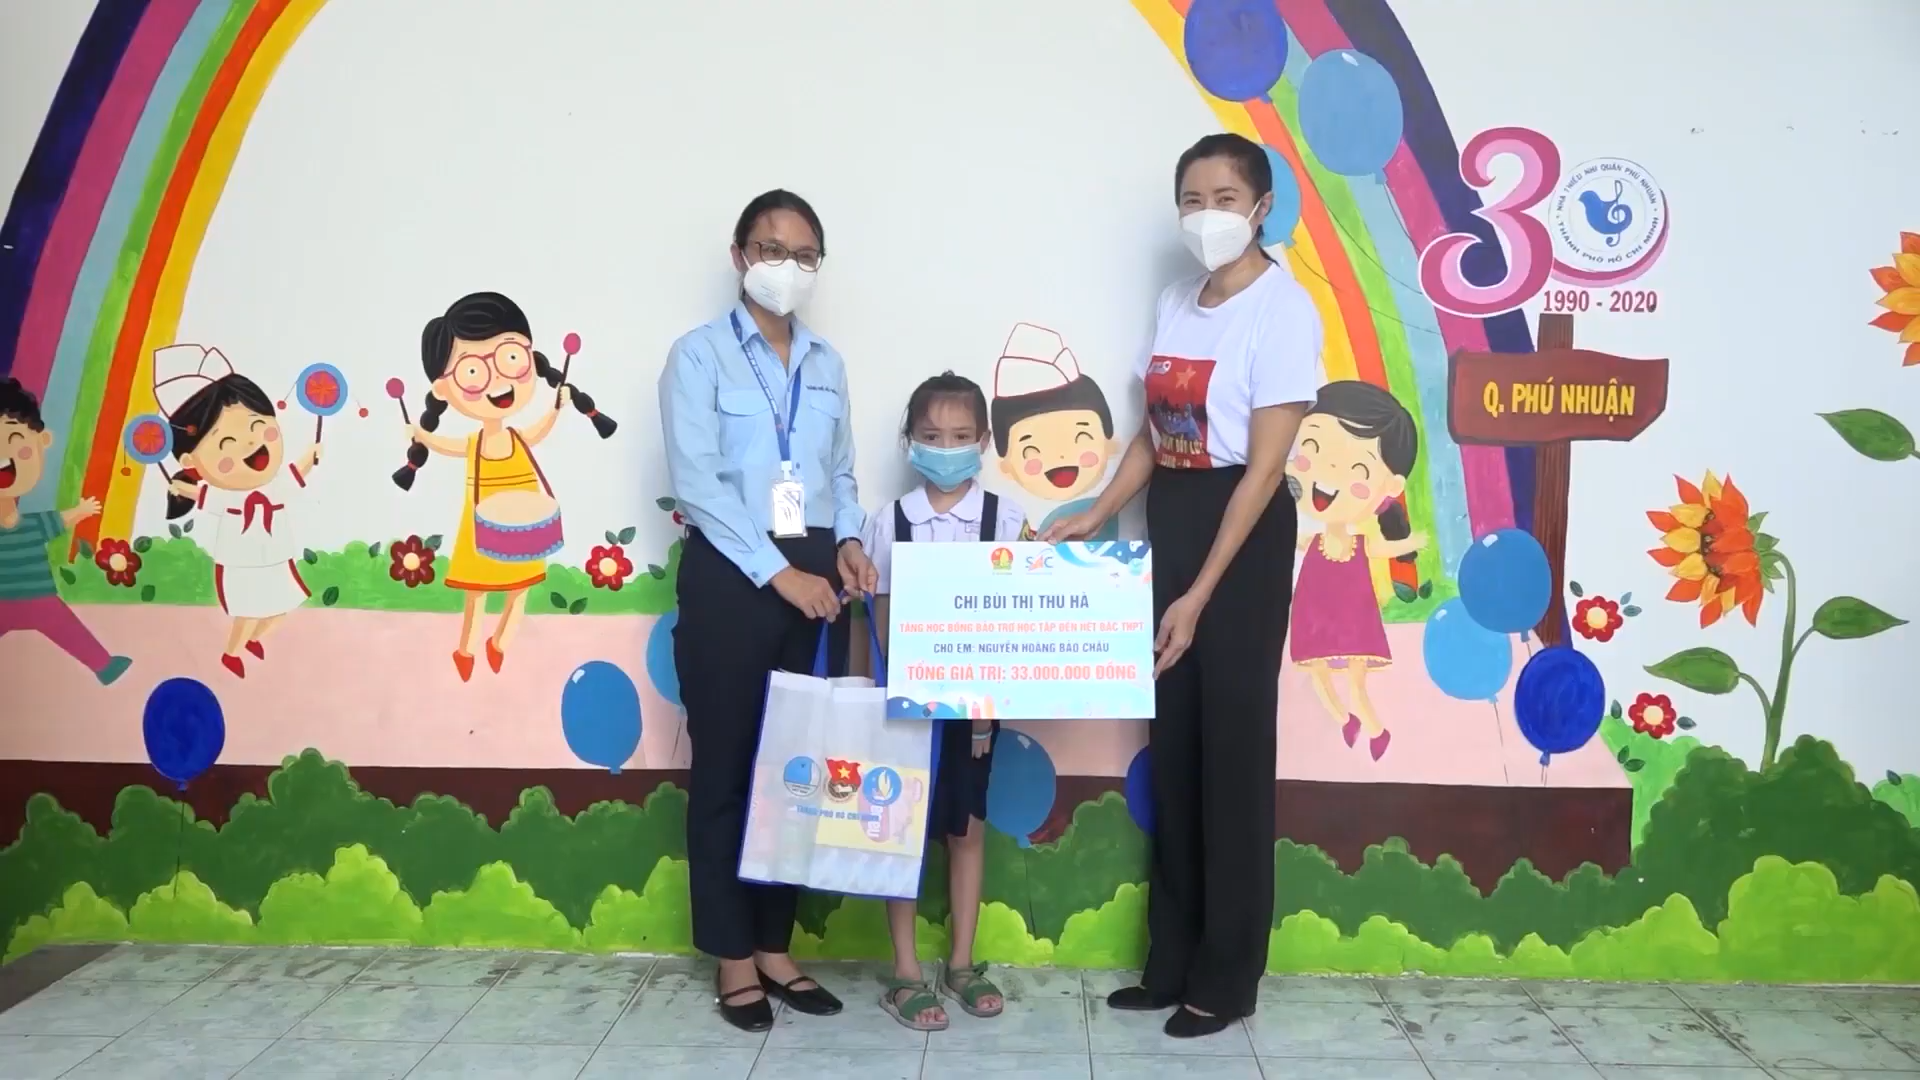 NHÀ THIẾU NHI QUẬN PHÚ NHUẬN
THÀNH PHỐ HỒ CHÍ MINH
30
1990 - 2020
Q. PHÚ NHUẬN
SAC
CHỊ BÙI THỊ THU HÀ
TẶNG HỌC BỔNG BẢO TRỢ HỌC TẬP ĐẾN HẾT BẬC THPT
CHO EM: NGUYỄN HOÀNG BẢO CHÂU
TỔNG GIÁ TRỊ: 33.000.000 ĐỒNG
THÀNH PHỐ HỒ CHÍ MINH